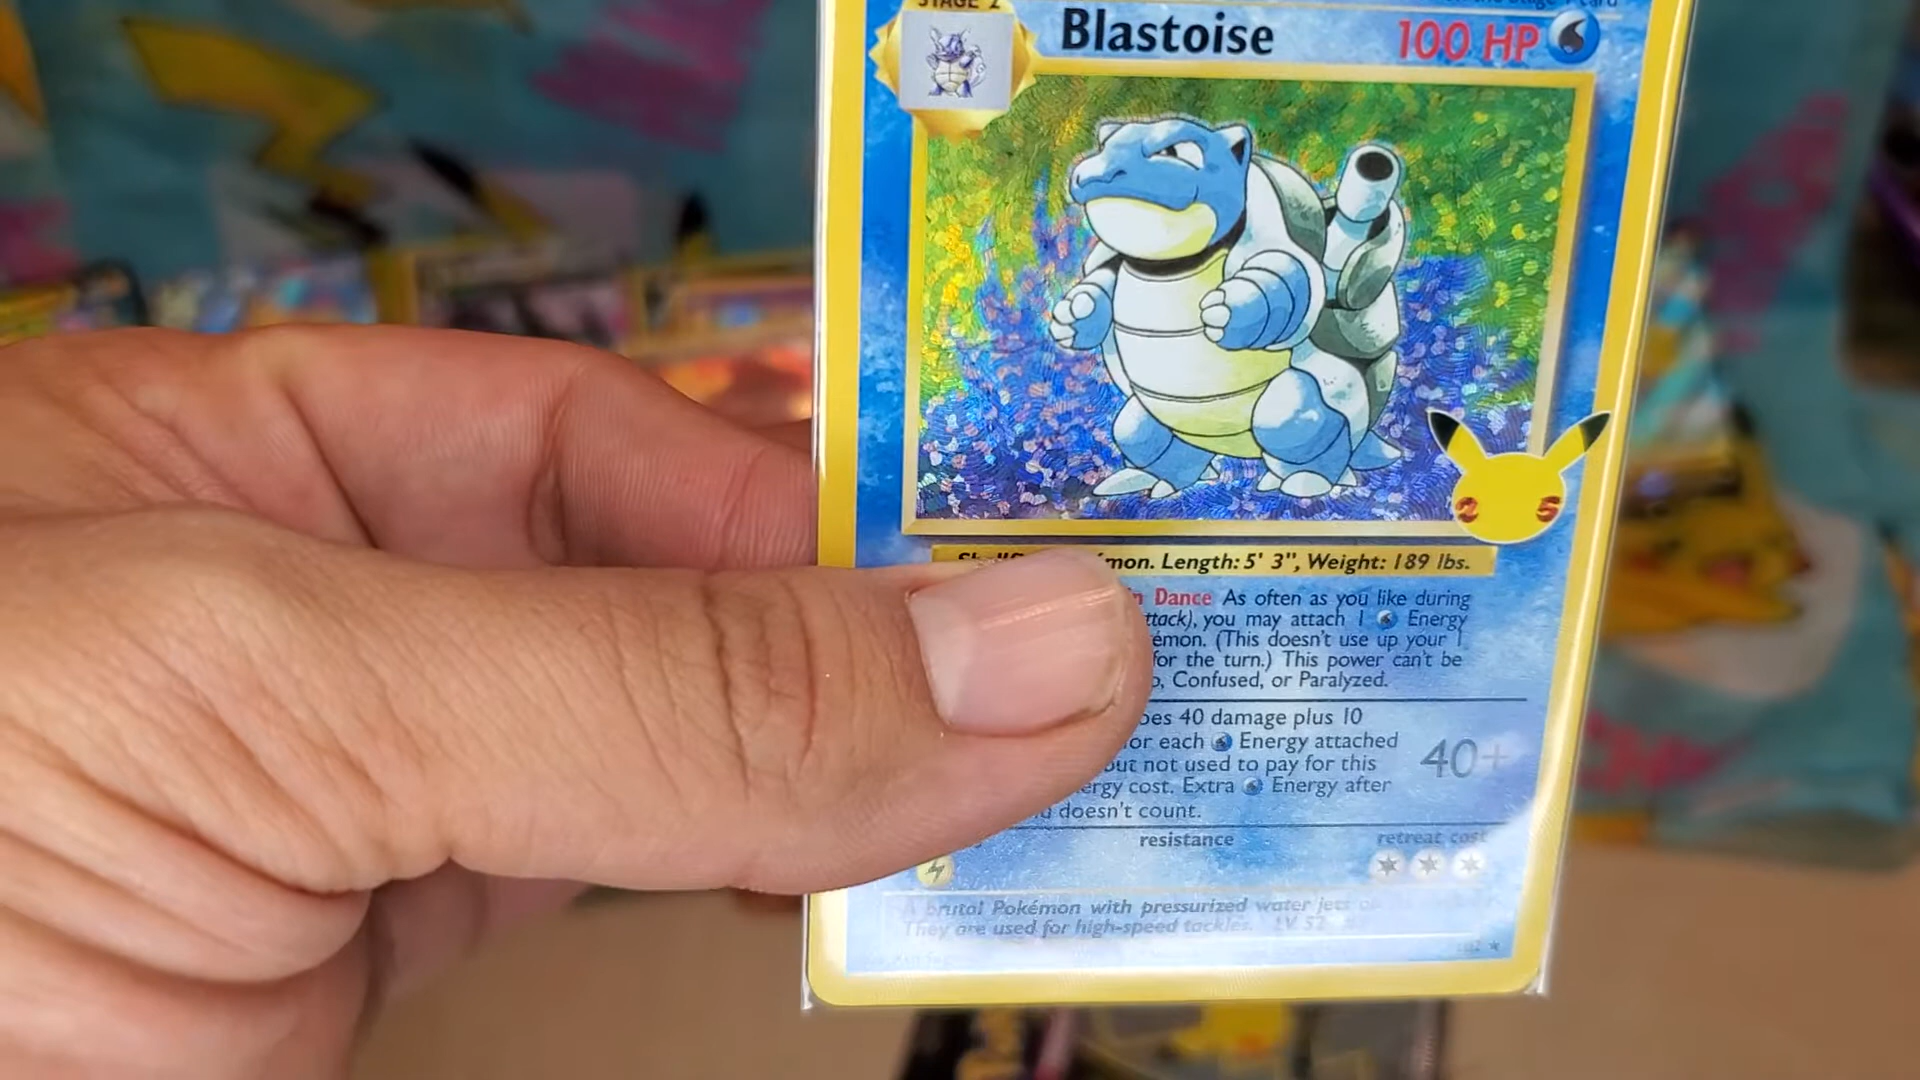 STAGE 2
Blastoise 100 HP
mon. Length: 5' 3", Weight: 189 lbs.
n Dance As often as you like during
ttack), you may attach 1 Energy
émon. (This doesn't use up your 1
for the turn.) This power can't be
p, Confused, or Paralyzed.
oes 40 damage plus 10
or each Energy attached
but not used to pay for this
ergy cost. Extra Energy after
doesn't count.
40+
resistance retreat cost
A brutal Pokémon with pressurized water jets
They are used for high-speed tackles. LV. 52
25